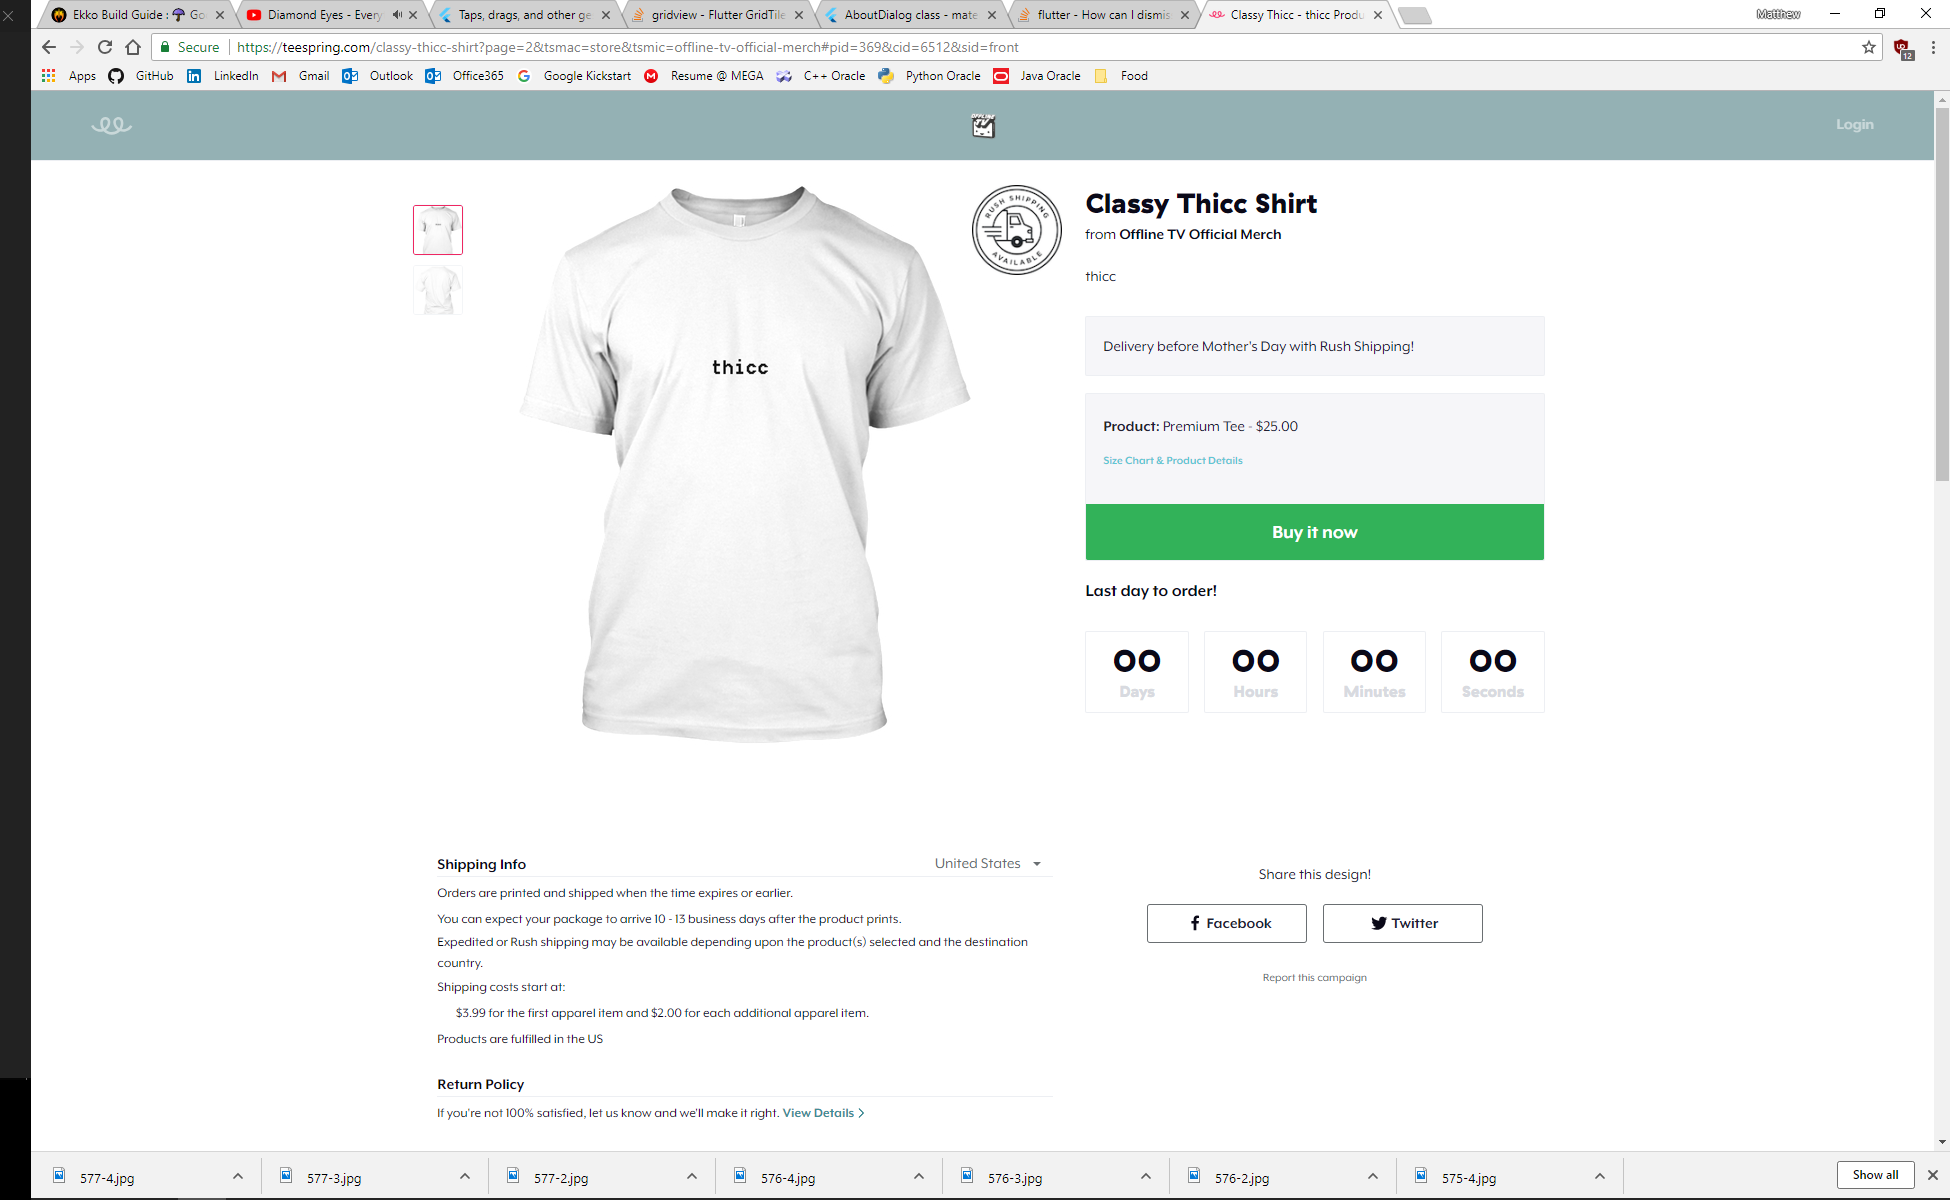 Ekko Build Guide : ☂ Go
Diamond Eyes - Every
Taps, drags, and other ge
gridview - Flutter GridTile
AboutDialog class - mate
flutter - How can I dismis
Classy Thicc - thicc Produ
Matthew
Secure
https://teespring.com/classy-thicc-shirt?page=2&tsmac=store&tsmic=offline-tv-official-merch#pid=369&cid=6512&sid=front
12
Apps
GitHub
LinkedIn
Gmail
Outlook
Office365
Google Kickstart
Resume @ MEGA
C++ Oracle
Python Oracle
Java Oracle
Food
OFFLINE TV
Login
thicc
RUSH SHIPPING
AVAILABLE
Classy Thicc Shirt
from Offline TV Official Merch
thicc
Delivery before Mother's Day with Rush Shipping!
Product: Premium Tee - $25.00
Size Chart & Product Details
Buy it now
Last day to order!
00 00 00 00
Days Hours Minutes Seconds
Shipping Info
United States
Orders are printed and shipped when the time expires or earlier.
You can expect your package to arrive 10 - 13 business days after the product prints.
Expedited or Rush shipping may be available depending upon the product(s) selected and the destination
country.
Shipping costs start at:
$3.99 for the first apparel item and $2.00 for each additional apparel item.
Products are fulfilled in the US
Return Policy
If you're not 100% satisfied, let us know and we'll make it right. View Details >
Share this design!
Facebook
Twitter
Report this campaign
577-4.jpg
577-3.jpg
577-2.jpg
576-4.jpg
576-3.jpg
576-2.jpg
575-4.jpg
Show all